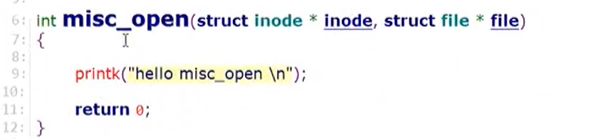 6: int misc_open(struct inode * inode, struct file * file)
7: {
8:
9: printk("hello misc_open \n");
10:
11: return 0;
12: }